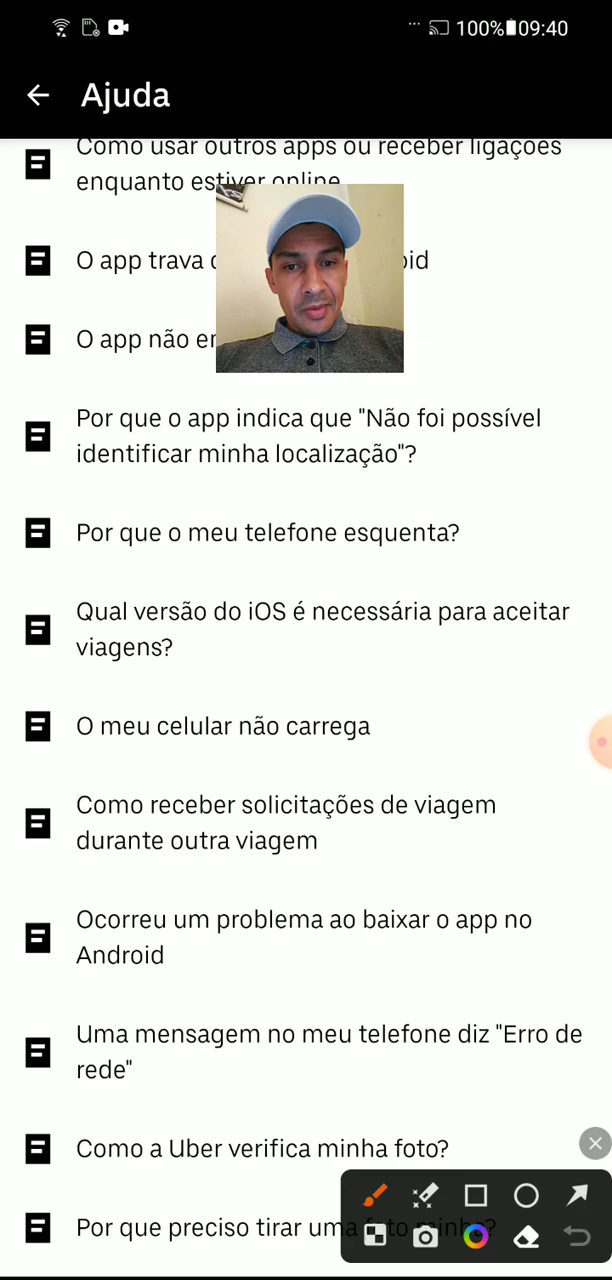 100% 09:40
Ajuda
Como usar outros apps ou receber ligações
enquanto estiver online
O app trava
O app não
Por que o app indica que "Não foi possível
identificar minha localização"?
Por que o meu telefone esquenta?
Qual versão do iOS é necessária para aceitar
viagens?
O meu celular não carrega
Como receber solicitações de viagem
durante outra viagem
Ocorreu um problema ao baixar o app no
Android
Uma mensagem no meu telefone diz "Erro de
rede"
Como a Uber verifica minha foto?
Por que preciso tirar uma foto minha?